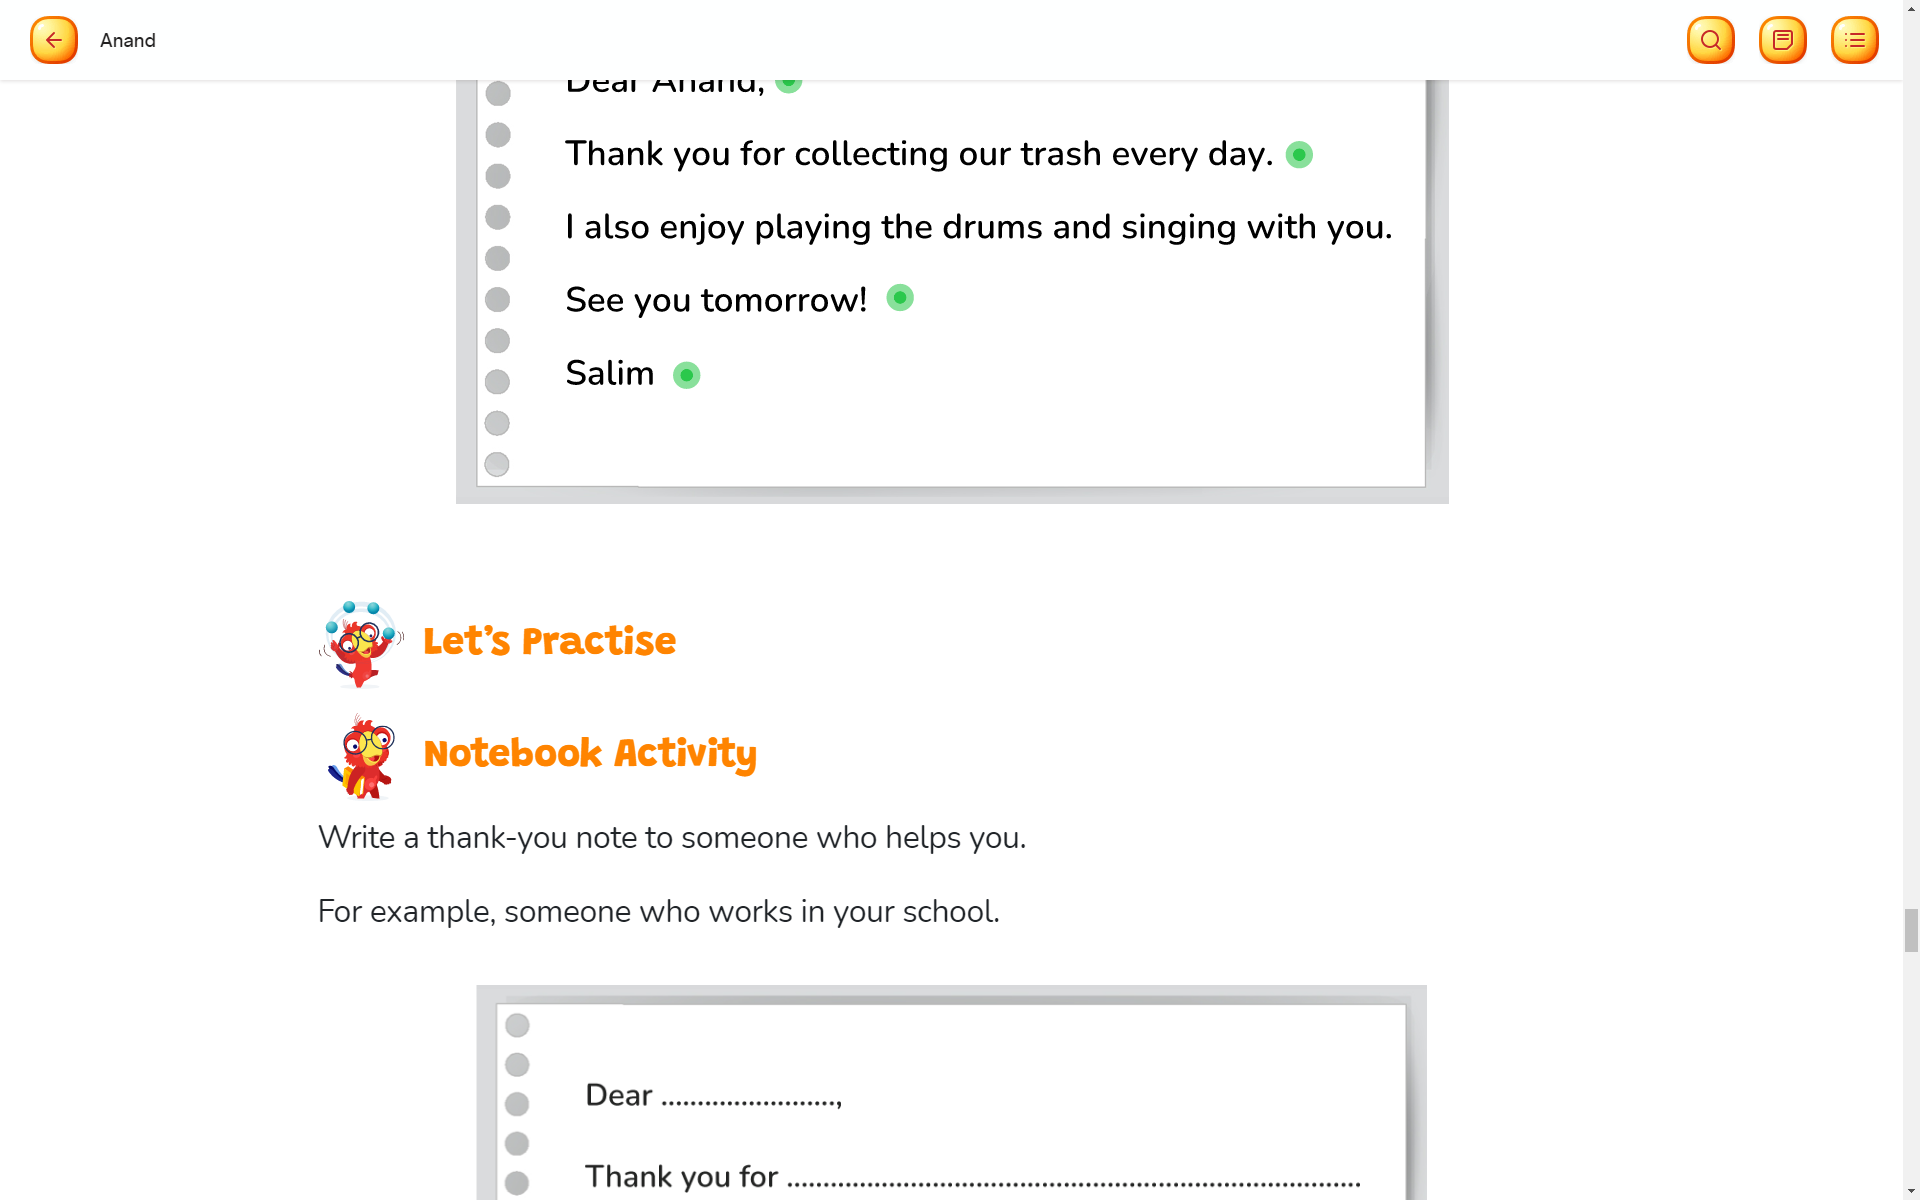 Anand
Dear Anand,
Thank you for collecting our trash every day.
I also enjoy playing the drums and singing with you.
See you tomorrow!
Salim
Let's Practise
Notebook Activity
Write a thank-you note to someone who helps you.
For example, someone who works in your school.
Dear .......................,
Thank you for ............................................................................